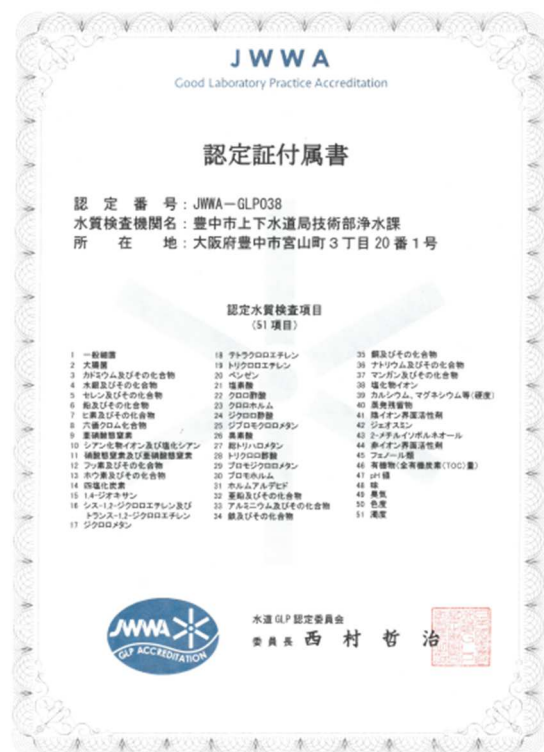 JWWA
Good Laboratory Practice Accreditation
認定証付属書
認定番号：JWWA－GLP038
水質検査機関名：豊中市上下水道局技術部浄水課
所在地：大阪府豊中市宮山町３丁目20番１号
認定水質検査項目
（51項目）
1 一般細菌
2 大腸菌
3 カドミウム及びその化合物
4 水銀及びその化合物
5 セレン及びその化合物
6 鉛及びその化合物
7 ヒ素及びその化合物
8 六価クロム化合物
9 亜硝酸態窒素
10 シアン化物イオン及び塩化シアン
11 硝酸態窒素及び亜硝酸態窒素
12 フッ素及びその化合物
13 ホウ素及びその化合物
14 四塩化炭素
15 1,4-ジオキサン
16 シス-1,2-ジクロロエチレン及び
トランス-1,2-ジクロロエチレン
17 ジクロロメタン
18 テトラクロロエチレン
19 トリクロロエチレン
20 ベンゼン
21 塩素酸
22 クロロ酢酸
23 クロロホルム
24 ジクロロ酢酸
25 ジブロモクロロメタン
26 臭素酸
27 総トリハロメタン
28 トリクロロ酢酸
29 ブロモジクロロメタン
30 ブロモホルム
31 ホルムアルデヒド
32 亜鉛及びその化合物
33 アルミニウム及びその化合物
34 鉄及びその化合物
35 銅及びその化合物
36 ナトリウム及びその化合物
37 マンガン及びその化合物
38 塩化物イオン
39 カルシウム、マグネシウム等（硬度）
40 蒸発残留物
41 陰イオン界面活性剤
42 ジェオスミン
43 2-メチルイソボルネオール
44 非イオン界面活性剤
45 フェノール類
46 有機物（全有機炭素（TOC）量）
47 pH値
48 味
49 臭気
50 色度
51 濁度
JWWA
GLP ACCREDITATION
水道GLP認定委員会
委員長 西村哲治